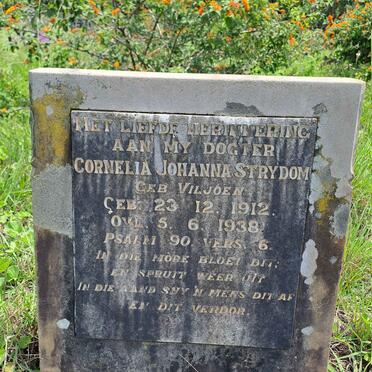 MET LIEFDE HERINNERING
AAN MY DOGTER
CORNELIA JOHANNA STRYDOM
GEB VILJOEN
GEB. 23. 12. 1912.
OVL. 5. 6. 1938.
PSALM 90 VERS. 6.
IN DIE MÔRE BLOEI DIT;
EN SPRUIT WEER UIT
IN DIE AAND SNY 'N MENS DIT AF
EN DIT VERDOR.